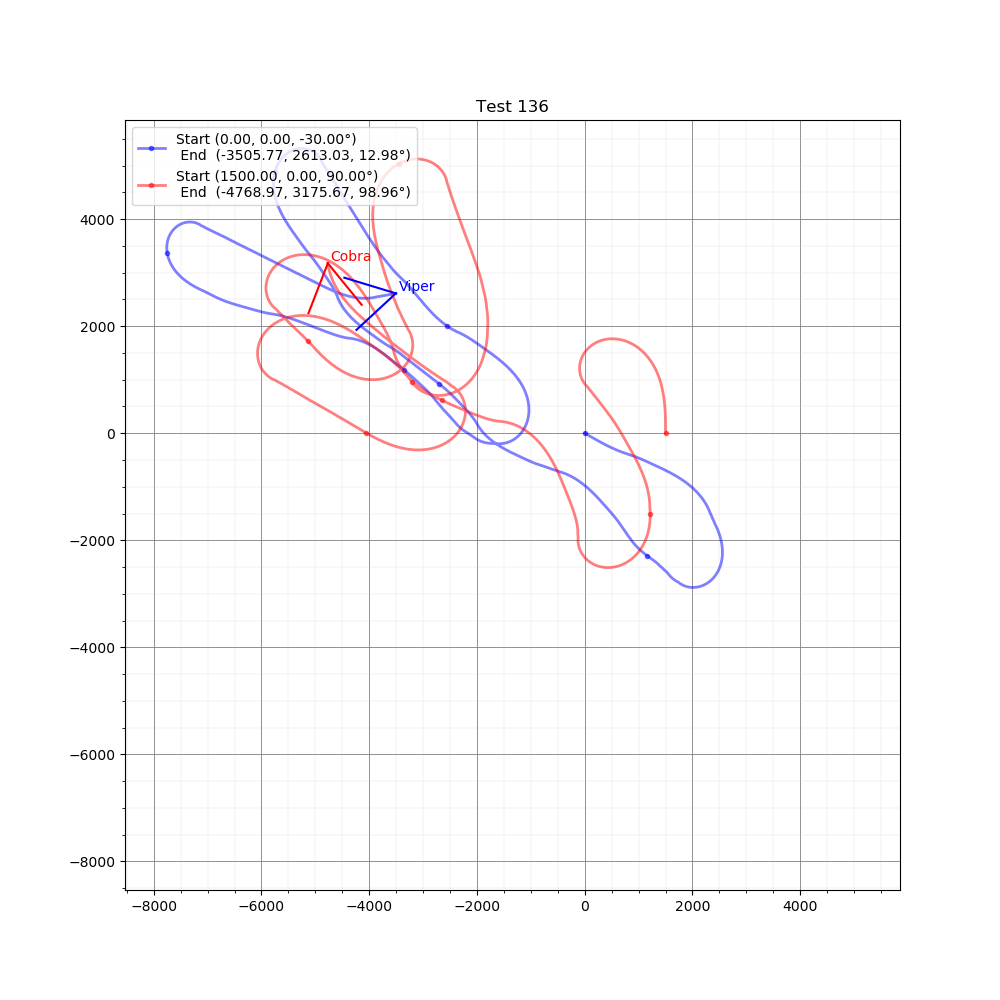 Test 136
Start (0.00, 0.00, -30.00°)
End  (-3505.77, 2613.03, 12.98°)
Start (1500.00, 0.00, 90.00°)
End  (-4768.97, 3175.67, 98.96°)
Cobra
Viper
4000
2000
0
−2000
−4000
−6000
−8000
−8000 −6000 −4000 −2000 0 2000 4000